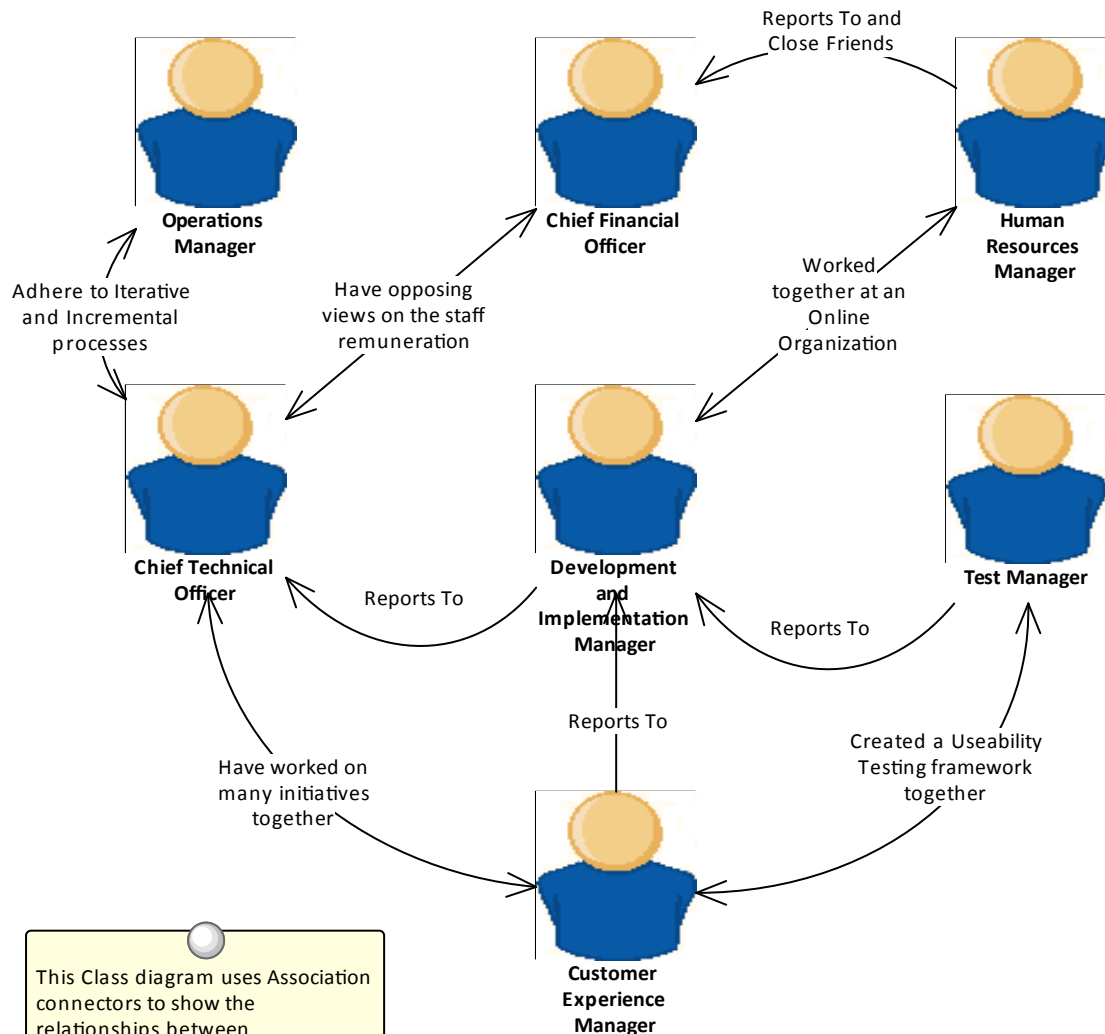 Reports To and
Close Friends
Operations
Manager
Chief Financial
Officer
Human
Resources
Manager
Adhere to Iterative
and Incremental
processes
Have opposing
views on the staff
remuneration
Worked
together at an
Online
Organization
Chief Technical
Officer
Development
and
Implementation
Manager
Test Manager
Reports To
Reports To
Reports To
Have worked on
many initiatives
together
Created a Useability
Testing framework
together
Customer
Experience
Manager
This Class diagram uses Association
connectors to show the
relationships between